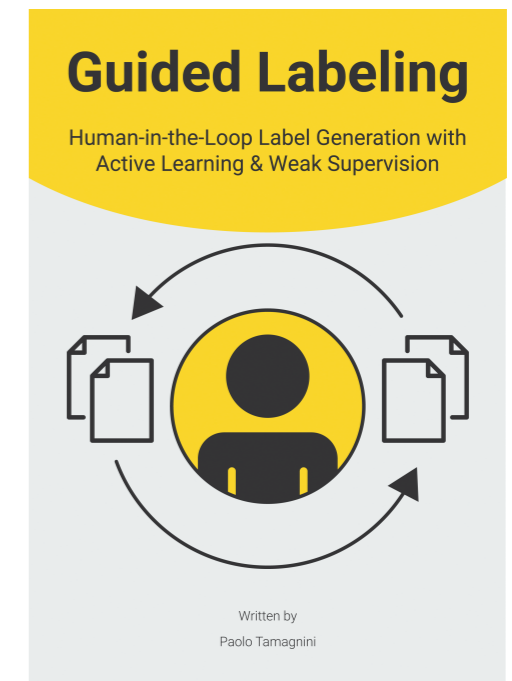 Guided Labeling
Human-in-the-Loop Label Generation with
Active Learning & Weak Supervision
Written by
Paolo Tamagnini